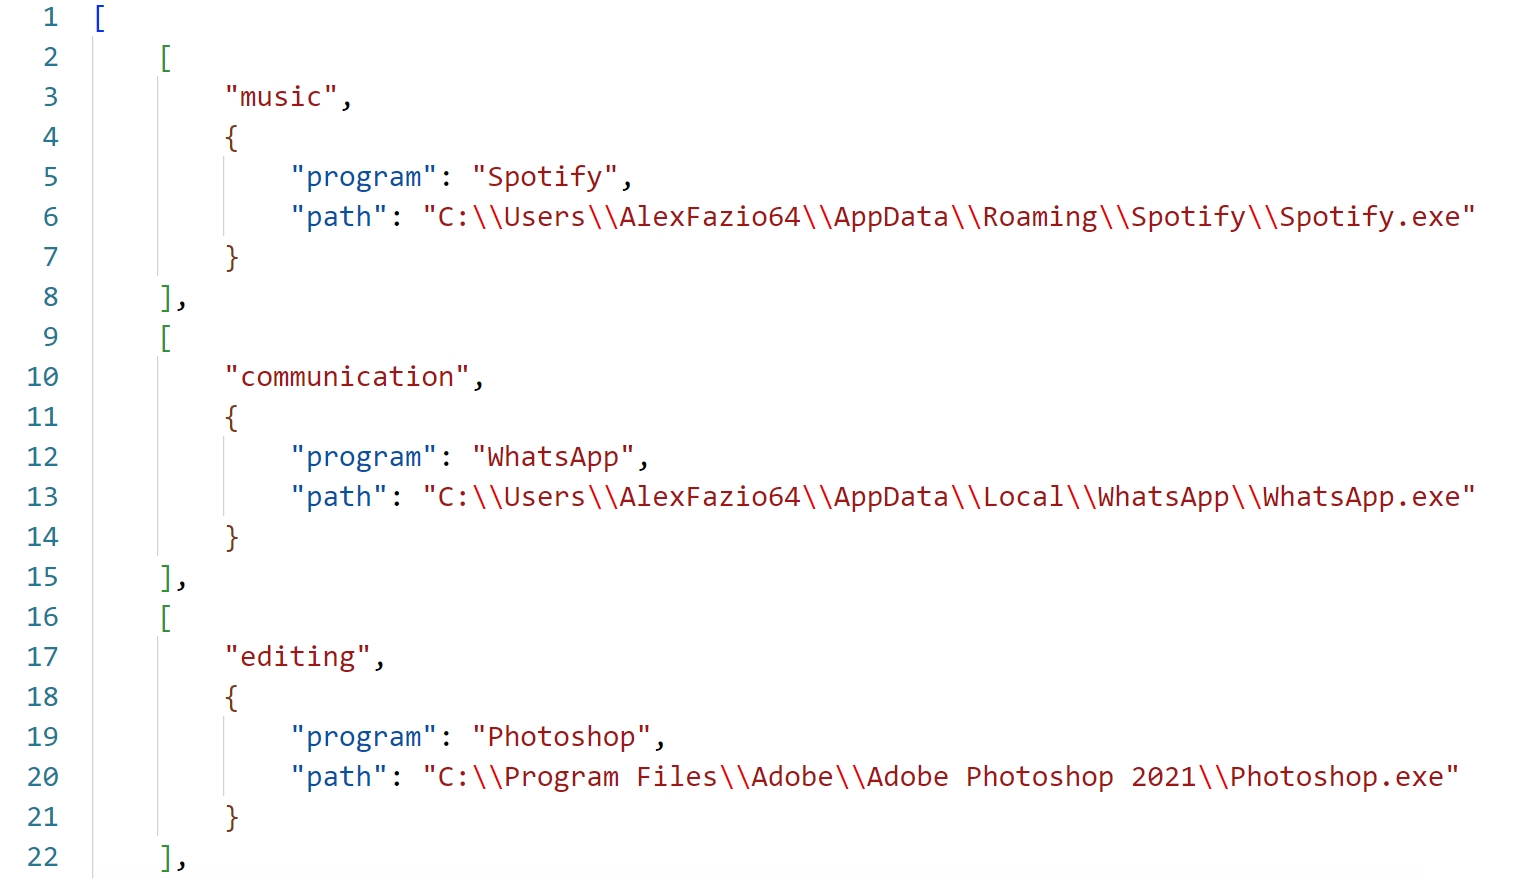 1 [
2     [
3         "music",
4         {
5             "program": "Spotify",
6             "path": "C:\\Users\\AlexFazio64\\AppData\\Roaming\\Spotify\\Spotify.exe"
7         }
8     ],
9     [
10         "communication",
11         {
12             "program": "WhatsApp",
13             "path": "C:\\Users\\AlexFazio64\\AppData\\Local\\WhatsApp\\WhatsApp.exe"
14         }
15     ],
16     [
17         "editing",
18         {
19             "program": "Photoshop",
20             "path": "C:\\Program Files\\Adobe\\Adobe Photoshop 2021\\Photoshop.exe"
21         }
22     ],